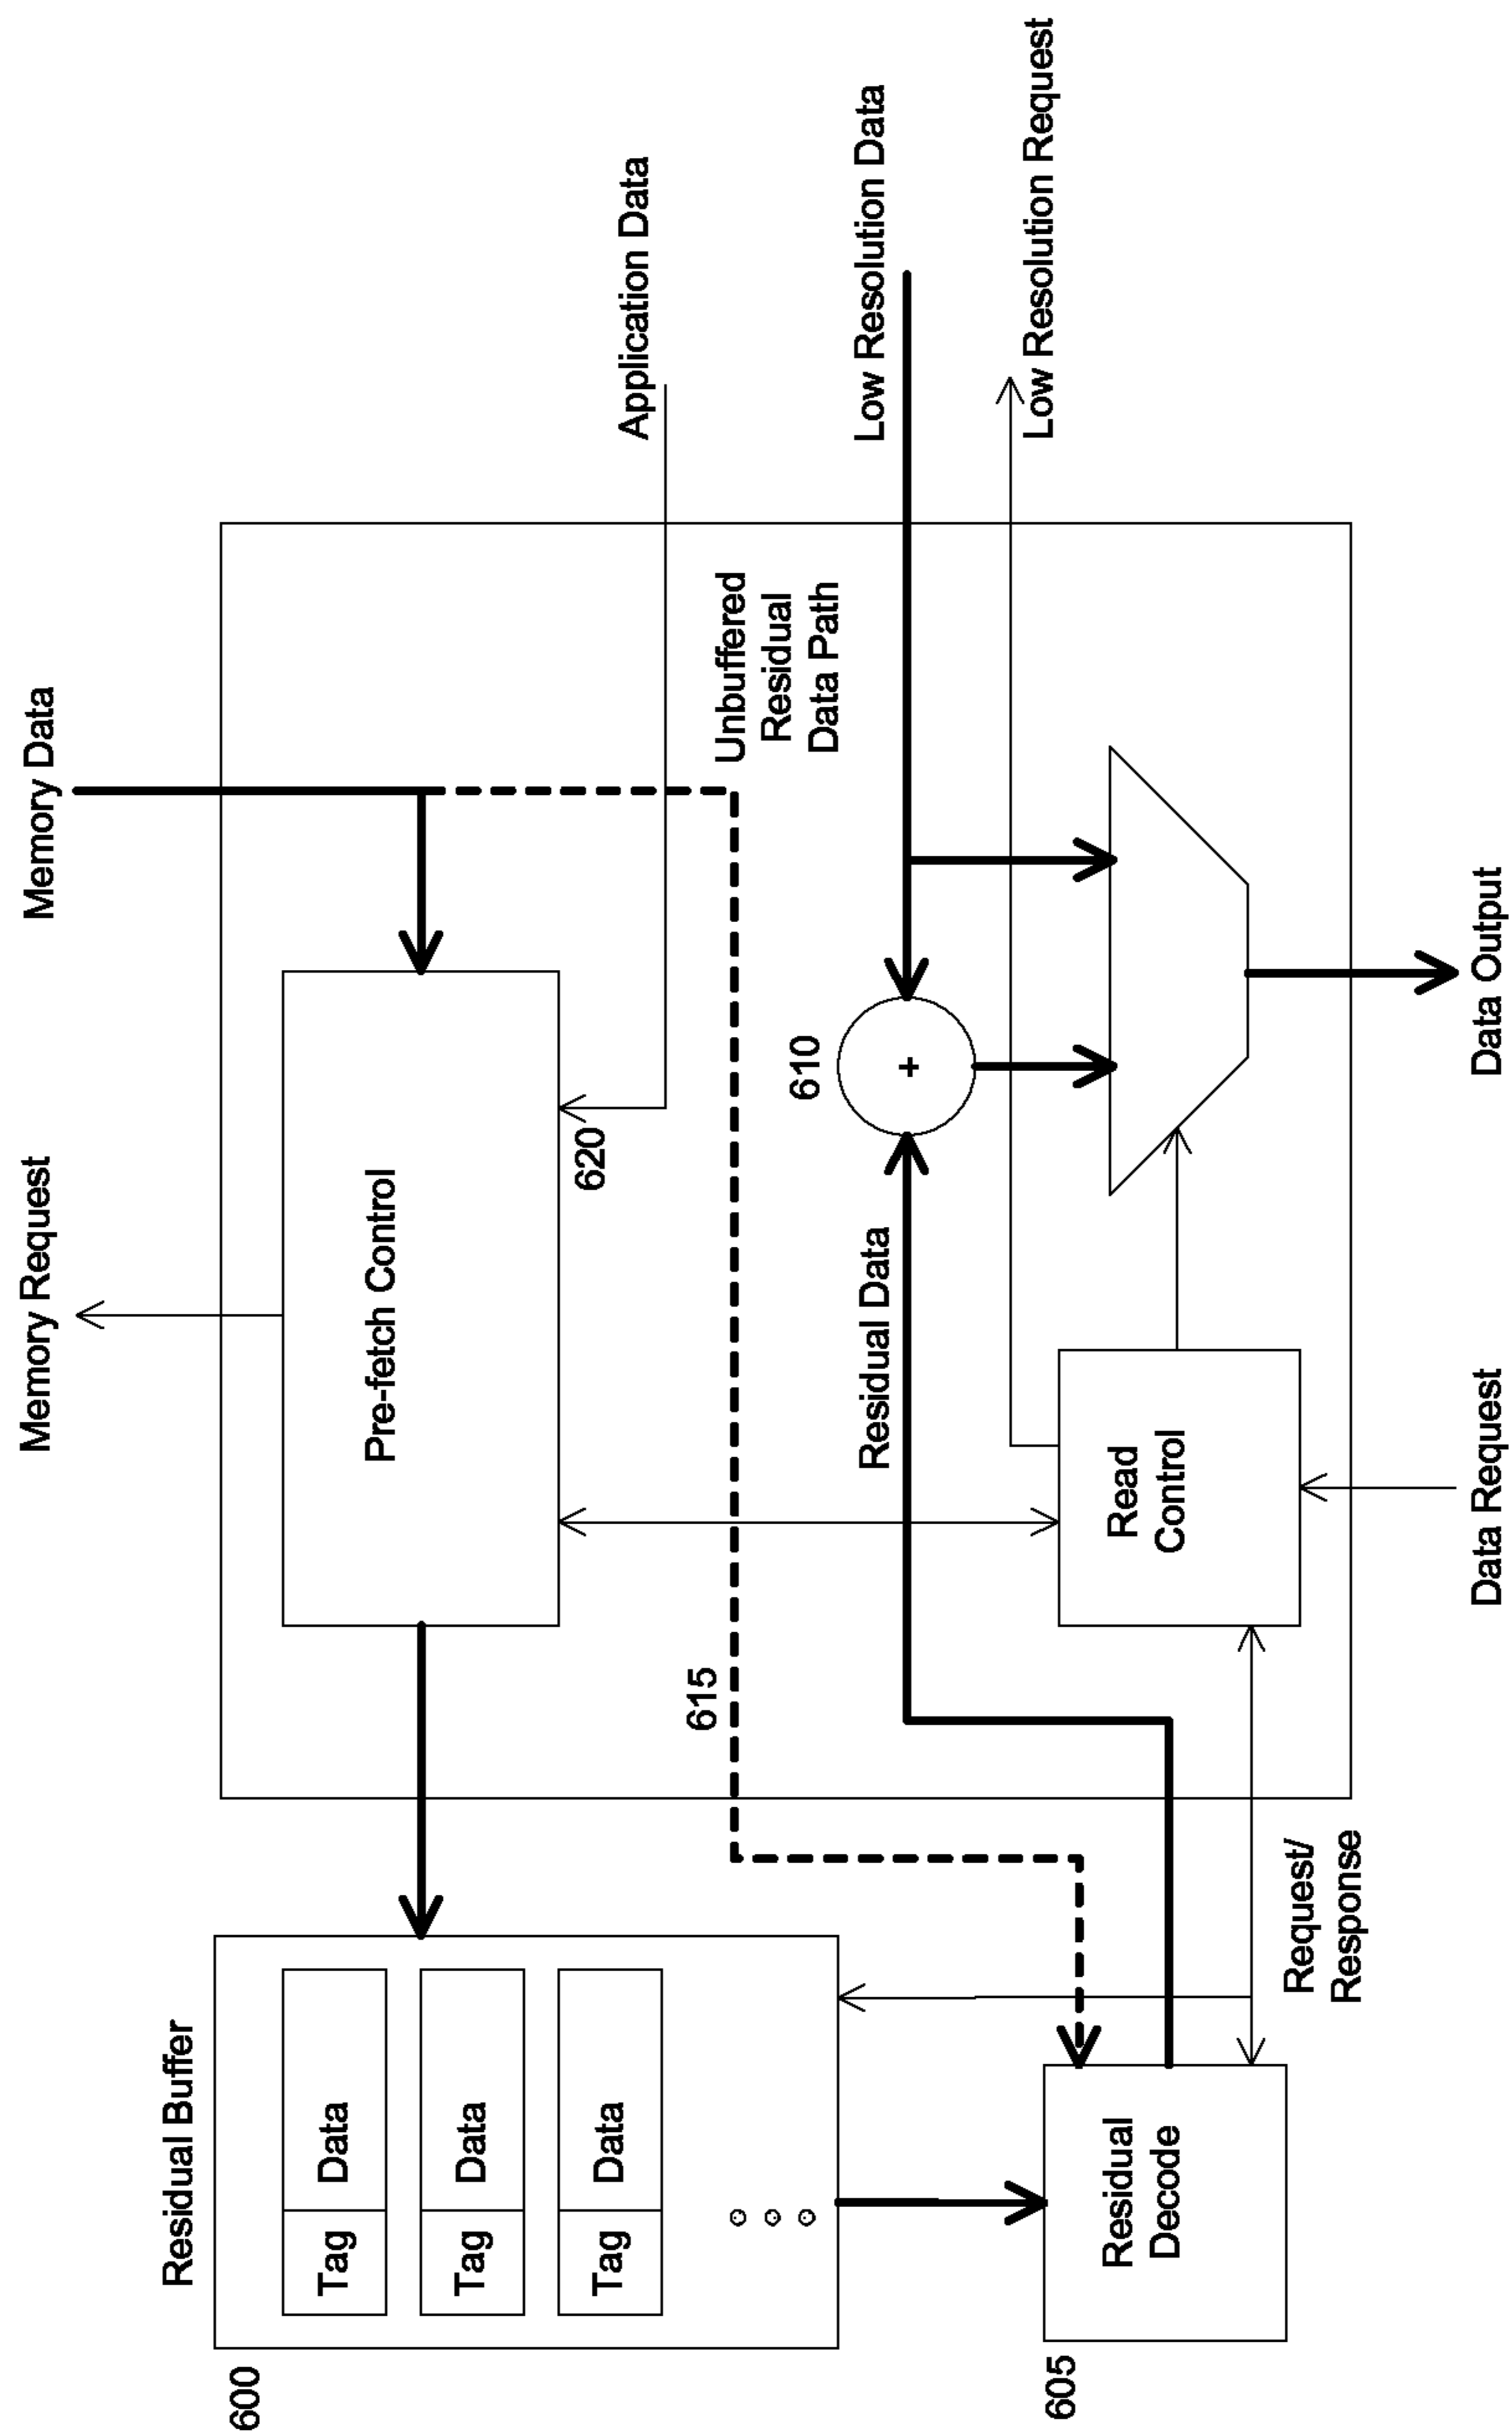 600
Residual Buffer
Tag
Data
Tag
Data
Tag
Data
605
Residual
Decode
Request/
Response
Memory Request
Memory Data
Pre-fetch Control
620
Application Data
615
Unbuffered
Residual
Data Path
Residual Data
610
+
Low Resolution Data
Low Resolution Request
Read
Control
Data Request
Data Output